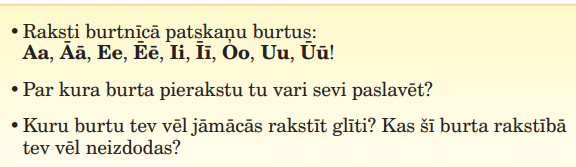 • Raksti burtnīcā patskaņu burtus:
Aa, Āā, Ee, Ēē, Ii, Īī, Oo, Uu, Ūū!
• Par kura burta pierakstu tu vari sevi paslavēt?
• Kuru burtu tev vēl jāmācās rakstīt glīti? Kas šī burta rakstībā
tev vēl neizdodas?